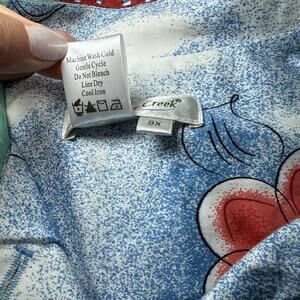 Machine Wash Cold
Gentle Cycle
Do Not Bleach
Line Dry
Cool Iron
Creek®
3X